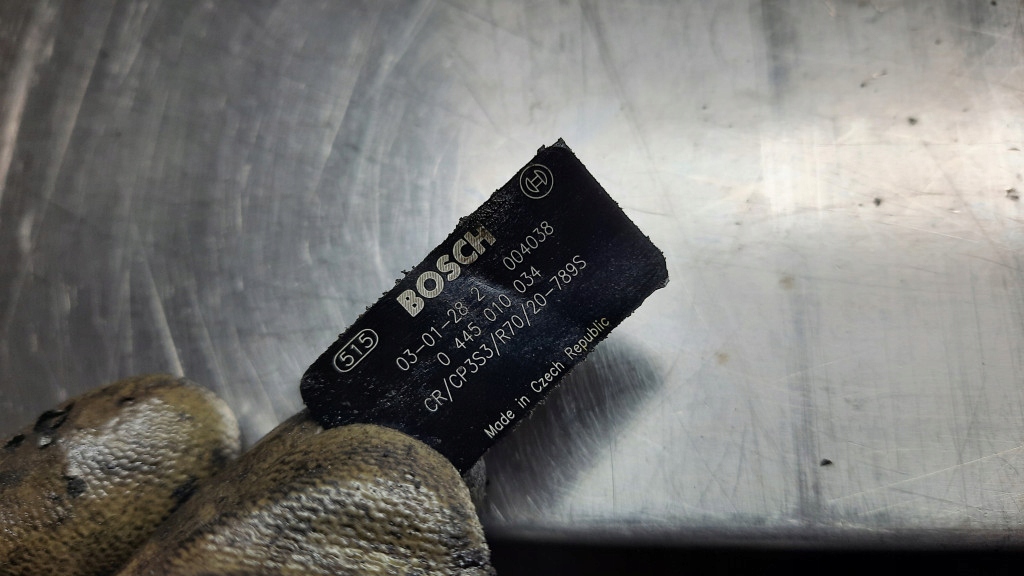 515 BOSCH
03-01-28 2 004038
0 445 010 034
CR/CP3S3/R70/20-789S
Made in Czech Republic